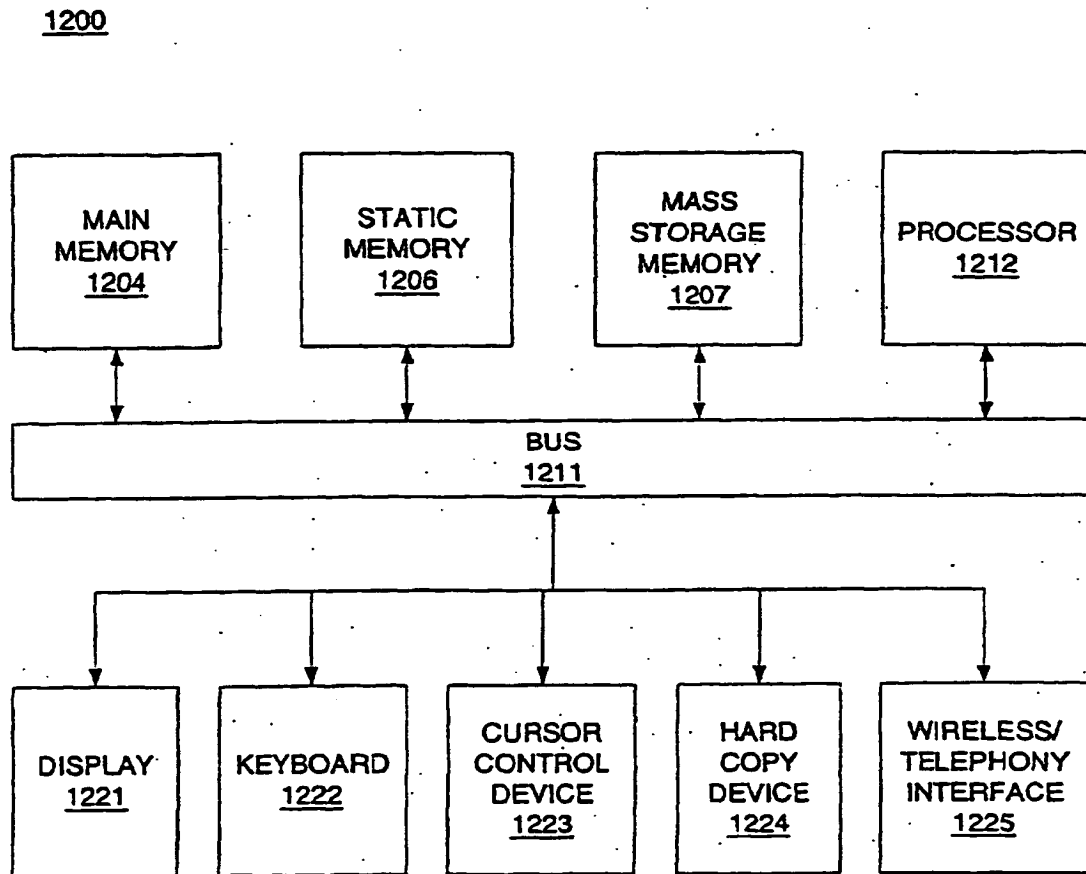 1200
MAIN
MEMORY
1204
STATIC
MEMORY
1206
MASS
STORAGE
MEMORY
1207
PROCESSOR
1212
BUS
1211
DISPLAY
1221
KEYBOARD
1222
CURSOR
CONTROL
DEVICE
1223
HARD
COPY
DEVICE
1224
WIRELESS/
TELEPHONY
INTERFACE
1225